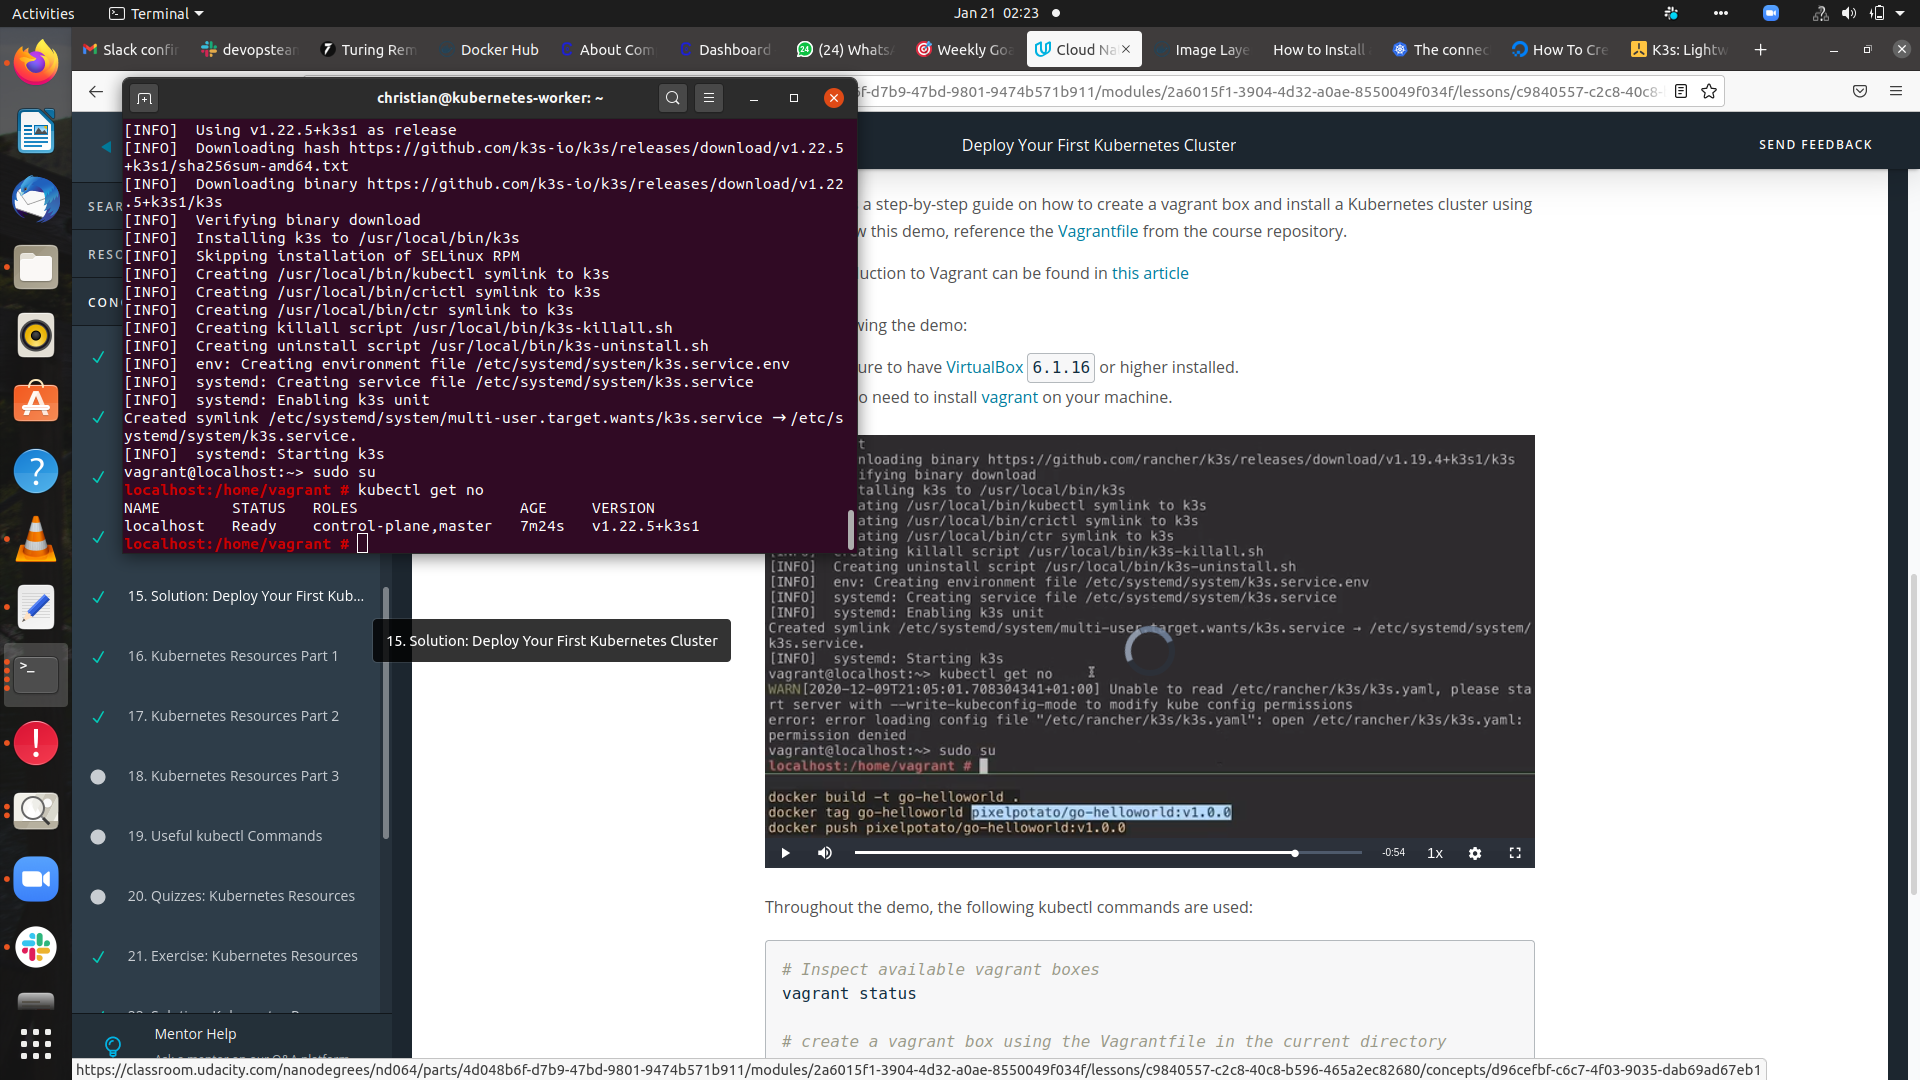 Activities
Terminal
Jan 21 02:23
Slack confir
devopstean
Turing Rem
Docker Hub
About Com
Dashboard
(24) Whats
Weekly Goa
Cloud Na
Image Laye
How to Install
The connec
How To Cre
K3s: Lightw
christian@kubernetes-worker: ~
6f-d7b9-47bd-9801-9474b571b911/modules/2a6015f1-3904-4d32-a0ae-8550049f034f/lessons/c9840557-c2c8-40c8-
[INFO]  Using v1.22.5+k3s1 as release
[INFO]  Downloading hash https://github.com/k3s-io/k3s/releases/download/v1.22.5
+k3s1/sha256sum-amd64.txt
[INFO]  Downloading binary https://github.com/k3s-io/k3s/releases/download/v1.22
.5+k3s1/k3s
[INFO]  Verifying binary download
[INFO]  Installing k3s to /usr/local/bin/k3s
[INFO]  Skipping installation of SELinux RPM
[INFO]  Creating /usr/local/bin/kubectl symlink to k3s
[INFO]  Creating /usr/local/bin/crictl symlink to k3s
[INFO]  Creating /usr/local/bin/ctr symlink to k3s
[INFO]  Creating killall script /usr/local/bin/k3s-killall.sh
[INFO]  Creating uninstall script /usr/local/bin/k3s-uninstall.sh
[INFO]  env: Creating environment file /etc/systemd/system/k3s.service.env
[INFO]  systemd: Creating service file /etc/systemd/system/k3s.service
[INFO]  systemd: Enabling k3s unit
Created symlink /etc/systemd/system/multi-user.target.wants/k3s.service → /etc/s
ystemd/system/k3s.service.
[INFO]  systemd: Starting k3s
vagrant@localhost:~> sudo su
localhost:/home/vagrant # kubectl get no
NAME STATUS ROLES AGE VERSION
localhost Ready control-plane,master 7m24s v1.22.5+k3s1
localhost:/home/vagrant #
SEAR
RESO
CON
15. Solution: Deploy Your First Kub...
15. Solution: Deploy Your First Kubernetes Cluster
16. Kubernetes Resources Part 1
17. Kubernetes Resources Part 2
18. Kubernetes Resources Part 3
19. Useful kubectl Commands
20. Quizzes: Kubernetes Resources
21. Exercise: Kubernetes Resources
Mentor Help
Deploy Your First Kubernetes Cluster
SEND FEEDBACK
a step-by-step guide on how to create a vagrant box and install a Kubernetes cluster using
w this demo, reference the Vagrantfile from the course repository.
uction to Vagrant can be found in this article
wing the demo:
ure to have VirtualBox 6.1.16 or higher installed.
o need to install vagrant on your machine.
t
nloading binary https://github.com/rancher/k3s/releases/download/v1.19.4+k3s1/k3s
ifying binary download
talling k3s to /usr/local/bin/k3s
ating /usr/local/bin/kubectl symlink to k3s
ating /usr/local/bin/crictl symlink to k3s
ating /usr/local/bin/ctr symlink to k3s
[INFO]  Creating killall script /usr/local/bin/k3s-killall.sh
[INFO]  Creating uninstall script /usr/local/bin/k3s-uninstall.sh
[INFO]  env: Creating environment file /etc/systemd/system/k3s.service.env
[INFO]  systemd: Creating service file /etc/systemd/system/k3s.service
[INFO]  systemd: Enabling k3s unit
Created symlink /etc/systemd/system/multi-user.target.wants/k3s.service → /etc/systemd/system/
k3s.service.
[INFO]  systemd: Starting k3s
vagrant@localhost:~> kubectl get no
WARN[2020-12-09T21:05:01.708304341+01:00] Unable to read /etc/rancher/k3s/k3s.yaml, please sta
rt server with --write-kubeconfig-mode to modify kube config permissions
error: error loading config file "/etc/rancher/k3s/k3s.yaml": open /etc/rancher/k3s/k3s.yaml:
permission denied
vagrant@localhost:~> sudo su
localhost:/home/vagrant #
docker build -t go-helloworld .
docker tag go-helloworld pixelpotato/go-helloworld:v1.0.0
docker push pixelpotato/go-helloworld:v1.0.0
-0:54
1x
Throughout the demo, the following kubectl commands are used:
# Inspect available vagrant boxes
vagrant status
# create a vagrant box using the Vagrantfile in the current directory
https://classroom.udacity.com/nanodegrees/nd064/parts/4d048b6f-d7b9-47bd-9801-9474b571b911/modules/2a6015f1-3904-4d32-a0ae-8550049f034f/lessons/c9840557-c2c8-40c8-b596-465a2ec82680/concepts/d96cefbf-c6c7-4f03-9035-dab69ad67eb1